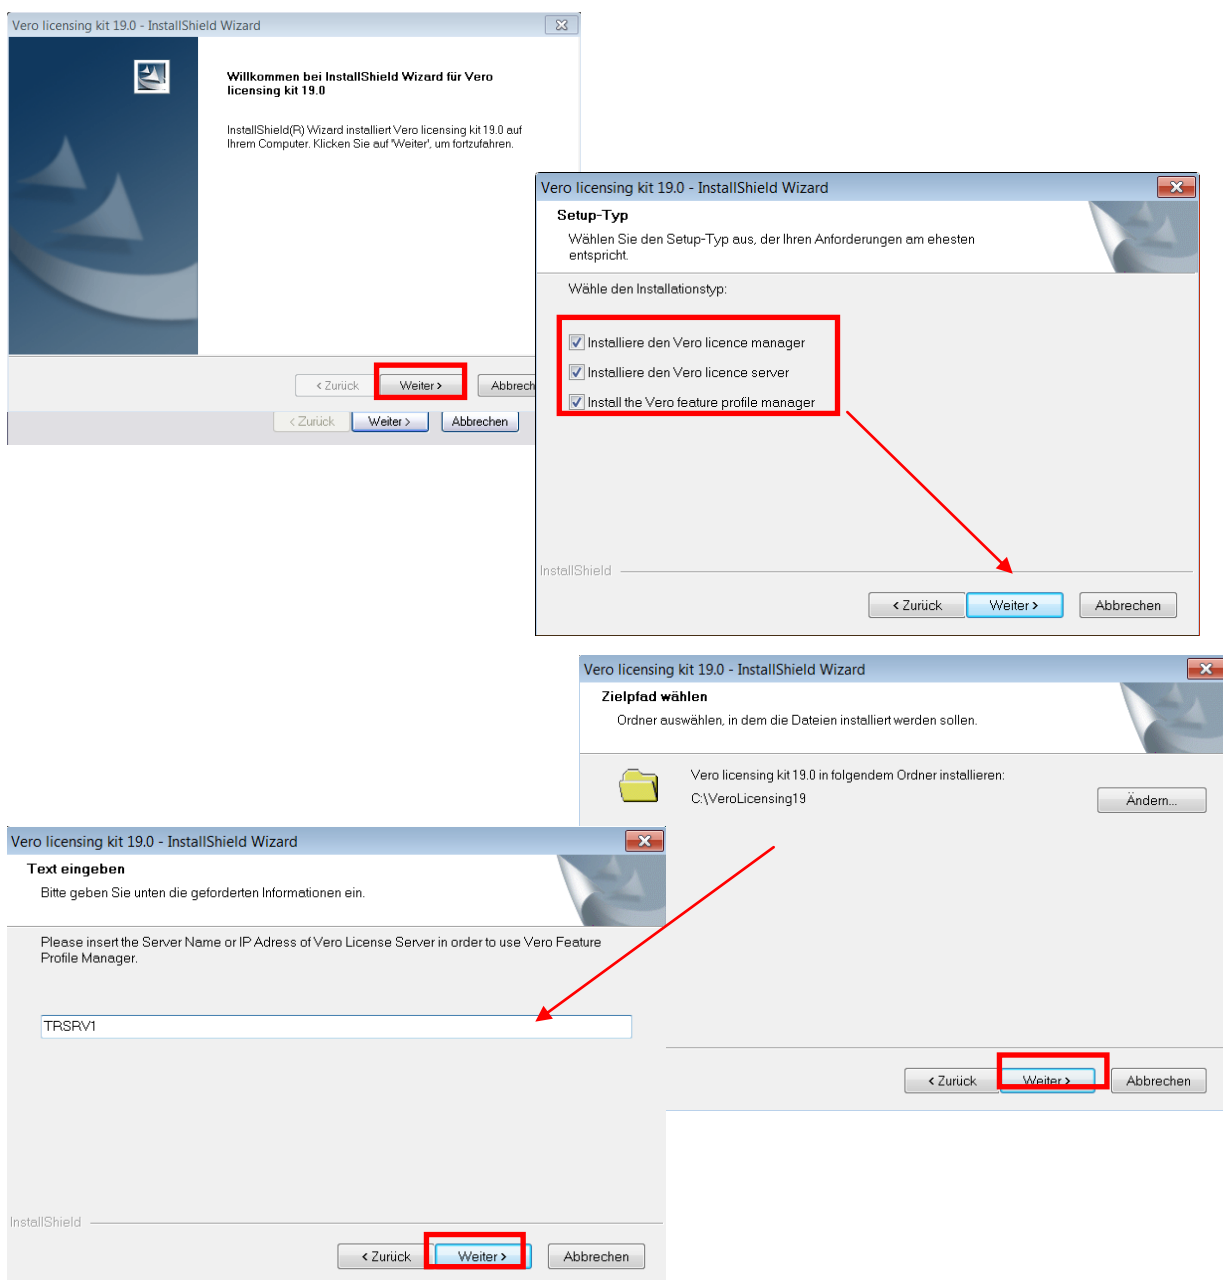 Vero licensing kit 19.0 - InstallShield Wizard
Willkommen bei InstallShield Wizard für Vero
licensing kit 19.0
InstallShield(R) Wizard installiert Vero licensing kit 19.0 auf
Ihrem Computer. Klicken Sie auf 'Weiter', um fortzufahren.
< Zurück Weiter > Abbrech
< Zurück Weiter > Abbrechen
Vero licensing kit 19.0 - InstallShield Wizard
Setup-Typ
Wählen Sie den Setup-Typ aus, der Ihren Anforderungen am ehesten
entspricht.
Wähle den Installationstyp:
Installiere den Vero licence manager
Installiere den Vero licence server
Install the Vero feature profile manager
InstallShield
< Zurück Weiter > Abbrechen
Vero licensing kit 19.0 - InstallShield Wizard
Zielpfad wählen
Ordner auswählen, in dem die Dateien installiert werden sollen.
Vero licensing kit 19.0 in folgendem Ordner installieren:
C:\VeroLicensing19
Ändern...
< Zurück Weiter > Abbrechen
Vero licensing kit 19.0 - InstallShield Wizard
Text eingeben
Bitte geben Sie unten die geforderten Informationen ein.
Please insert the Server Name or IP Adress of Vero License Server in order to use Vero Feature
Profile Manager.
TRSRV1
InstallShield
< Zurück Weiter > Abbrechen